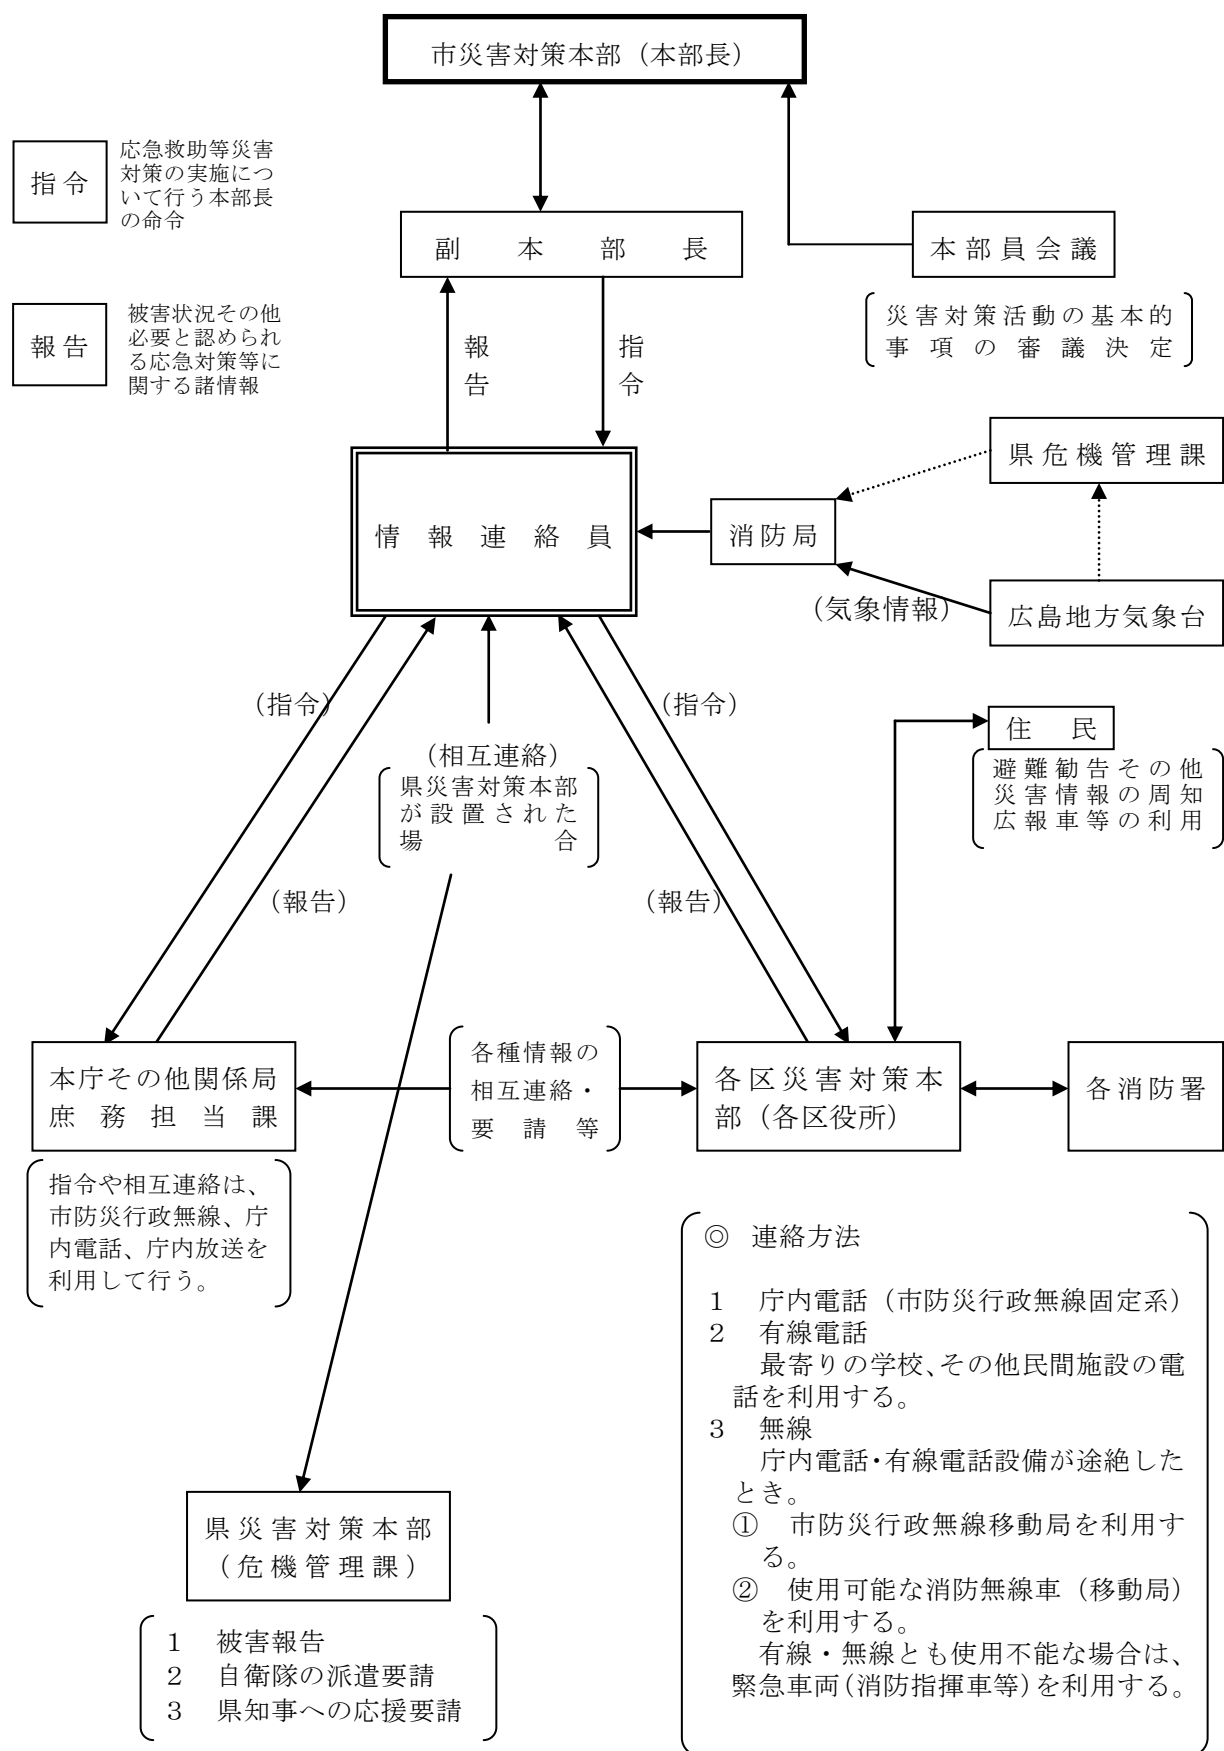 市災害対策本部（本部長）
指令
応急救助等災害
対策の実施につ
いて行う本部長
の命令
副本部長
本部員会議
災害対策活動の基本的
事項の審議決定
報告
被害状況その他
必要と認められ
る応急対策等に
関する諸情報
報告
指令
県危機管理課
情報連絡員
消防局
（気象情報）
広島地方気象台
（指令）
（指令）
住民
避難勧告その他
災害情報の周知
広報車等の利用
（相互連絡）
県災害対策本部
が設置された
場合
（報告）
（報告）
本庁その他関係局
庶務担当課
各種情報の
相互連絡・
要請等
各区災害対策本
部（各区役所）
各消防署
指令や相互連絡は、
市防災行政無線、庁
内電話、庁内放送を
利用して行う。
◎　連絡方法
１　庁内電話（市防災行政無線固定系）
２　有線電話
最寄りの学校、その他民間施設の電
話を利用する。
３　無線
庁内電話・有線電話設備が途絶した
とき。
①　市防災行政無線移動局を利用す
る。
②　使用可能な消防無線車（移動局）
を利用する。
有線・無線とも使用不能な場合は、
緊急車両（消防指揮車等）を利用する。
県災害対策本部
（危機管理課）
１　被害報告
２　自衛隊の派遣要請
３　県知事への応援要請